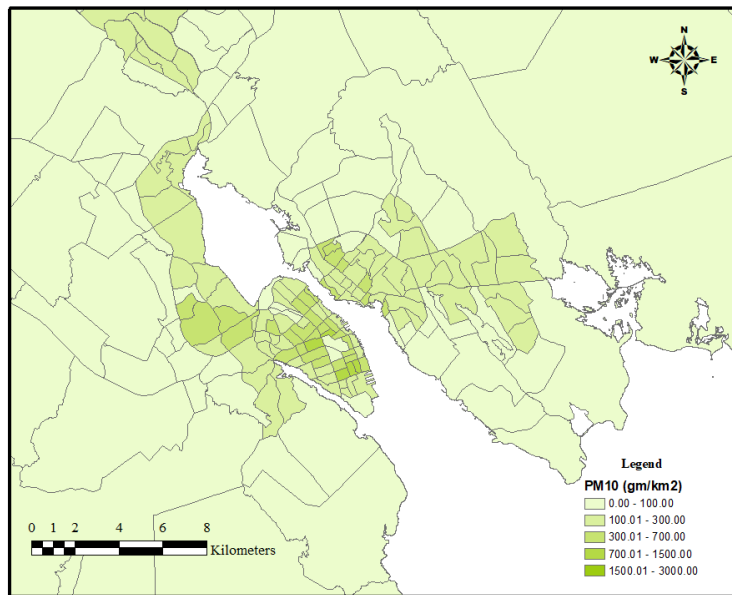 N
W E
S
Legend
PM10 (gm/km2)
0.00 - 100.00
100.01 - 300.00
300.01 - 700.00
700.01 - 1500.00
1500.01 - 3000.00
0 1 2 4 6 8
Kilometers